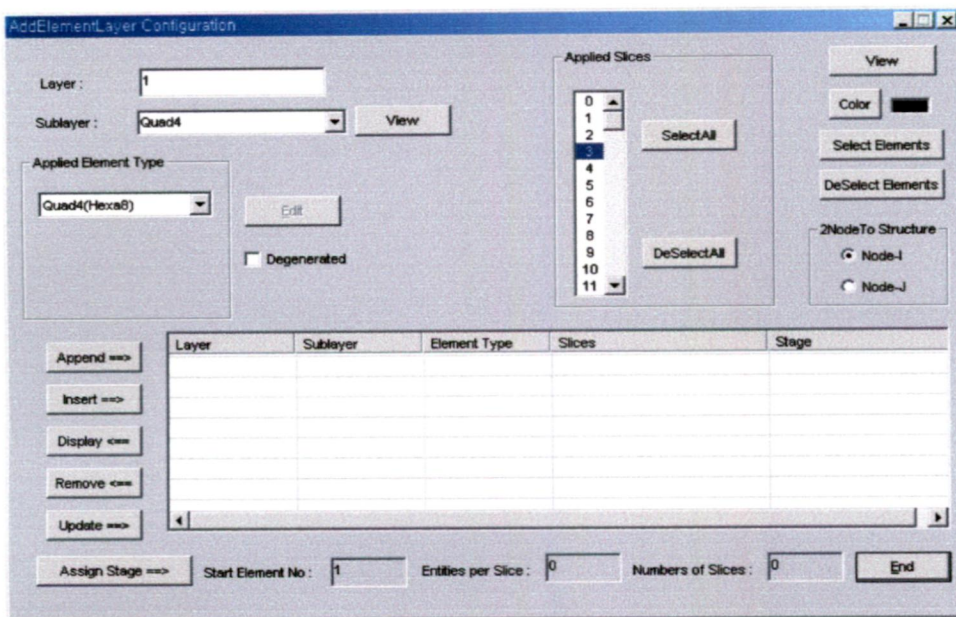 AddElementLayer Configuration
Layer :
1
Sublayer :
Quad4
View
Applied Element Type
Quad4(Hexa8)
Edit
Degenerated
Applied Slices
0
1
2
3
4
5
6
7
8
9
10
11
SelectAll
DeSelectAll
View
Color
Select Elements
DeSelect Elements
2NodeTo Structure
Node-I
Node-J
Append ==>
Insert ==>
Display <==
Remove <==
Update ==>
Layer Sublayer Element Type Slices Stage
Assign Stage ==> Start Element No : 1 Entities per Slice : 0 Numbers of Slices : 0 End